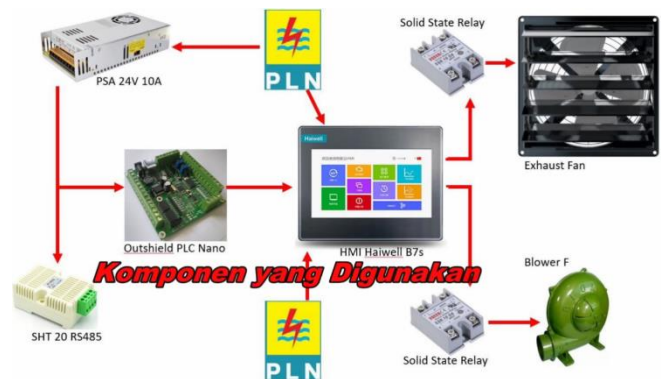 Solid State Relay
PLN
PSA 24V 10A
Haiwell
Exhaust Fan
Outshield PLC Nano
HMI Haiwell B7s
Komponen yang Digunakan
Blower F
SHT 20 RS485
PLN
Solid State Relay